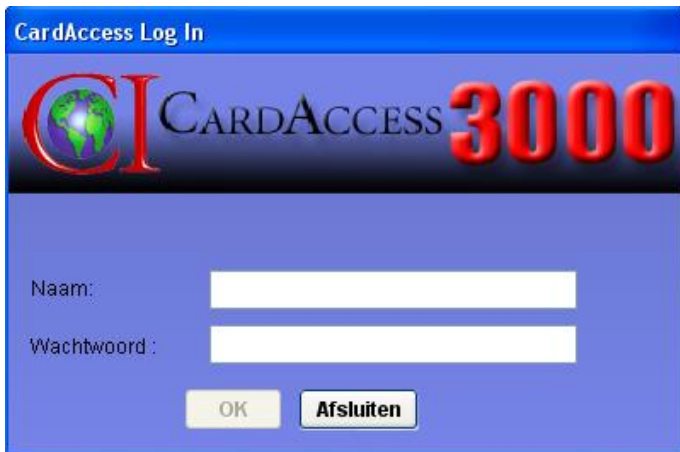 CardAccess Log In
CI CARDACCESS 3000
Naam:
Wachtwoord :
OK Afsluiten